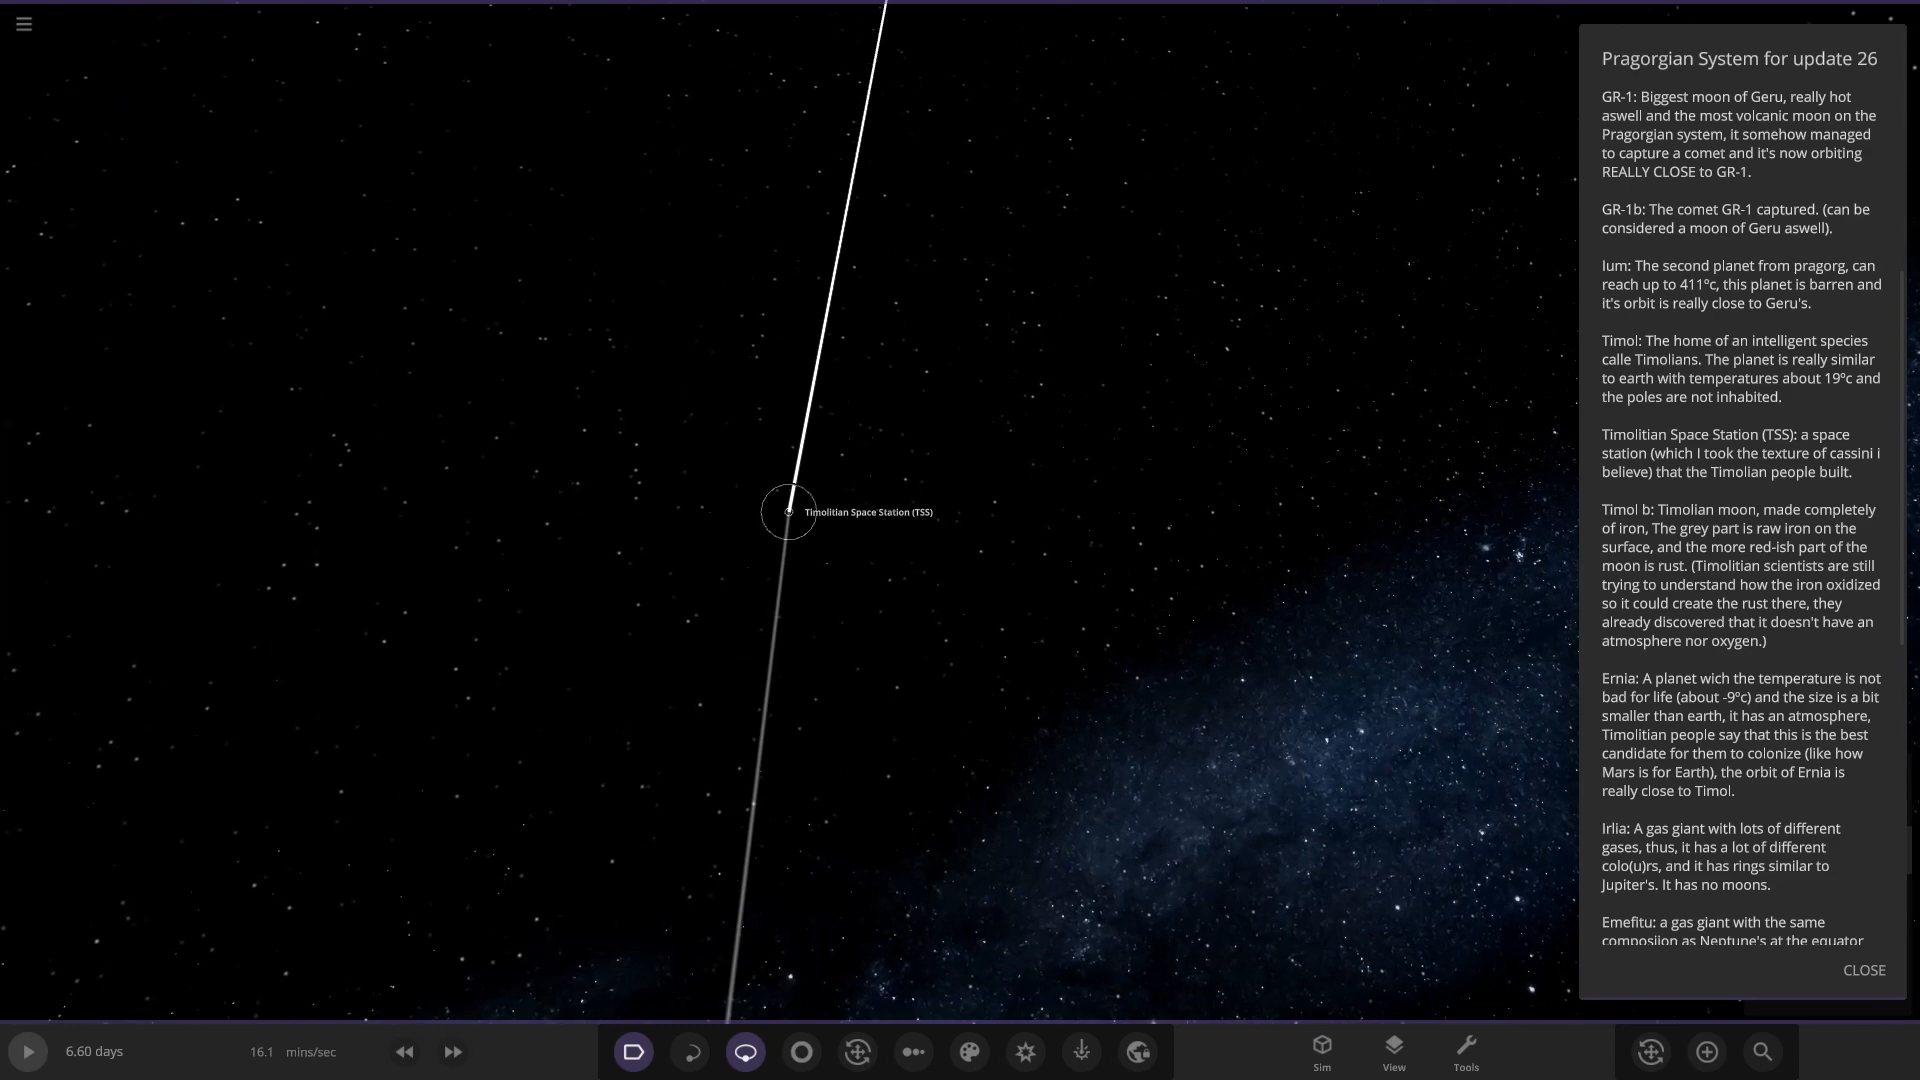 Pragorgian System for update 26
GR-1: Biggest moon of Geru, really hot
aswell and the most volcanic moon on the
Pragorgian system, it somehow managed
to capture a comet and it's now orbiting
REALLY CLOSE to GR-1.
GR-1b: The comet GR-1 captured. (can be
considered a moon of Geru aswell).
Ium: The second planet from pragorg, can
reach up to 411ºc, this planet is barren and
it's orbit is really close to Geru's.
Timol: The home of an intelligent species
calle Timolians. The planet is really similar
to earth with temperatures about 19ºc and
the poles are not inhabited.
Timolitian Space Station (TSS): a space
station (which I took the texture of cassini i
believe) that the Timolian people built.
Timol b: Timolian moon, made completely
of iron, The grey part is raw iron on the
surface, and the more red-ish part of the
moon is rust. (Timolitian scientists are still
trying to understand how the iron oxidized
so it could create the rust there, they
already discovered that it doesn't have an
atmosphere nor oxygen.)
Ernia: A planet wich the temperature is not
bad for life (about -9ºc) and the size is a bit
smaller than earth, it has an atmosphere,
Timolitian people say that this is the best
candidate for them to colonize (like how
Mars is for Earth), the orbit of Ernia is
really close to Timol.
Irlia: A gas giant with lots of different
gases, thus, it has a lot of different
colo(u)rs, and it has rings similar to
Jupiter's. It has no moons.
Emefitu: a gas giant with the same
composiion as Neptune's at the equator
CLOSE
Timolitian Space Station (TSS)
6.60 days
16.1 mins/sec
Sim
View
Tools